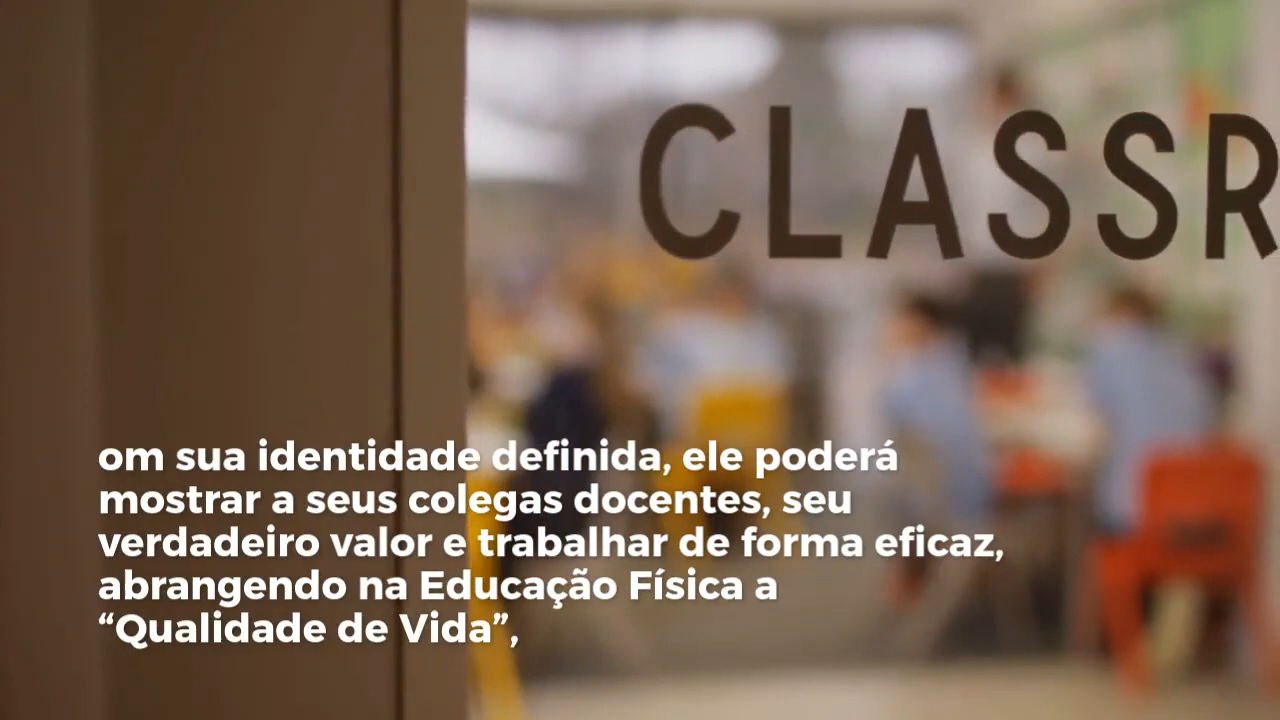 CLASSR
om sua identidade definida, ele poderá
mostrar a seus colegas docentes, seu
verdadeiro valor e trabalhar de forma eficaz,
abrangendo na Educação Física a
“Qualidade de Vida”,